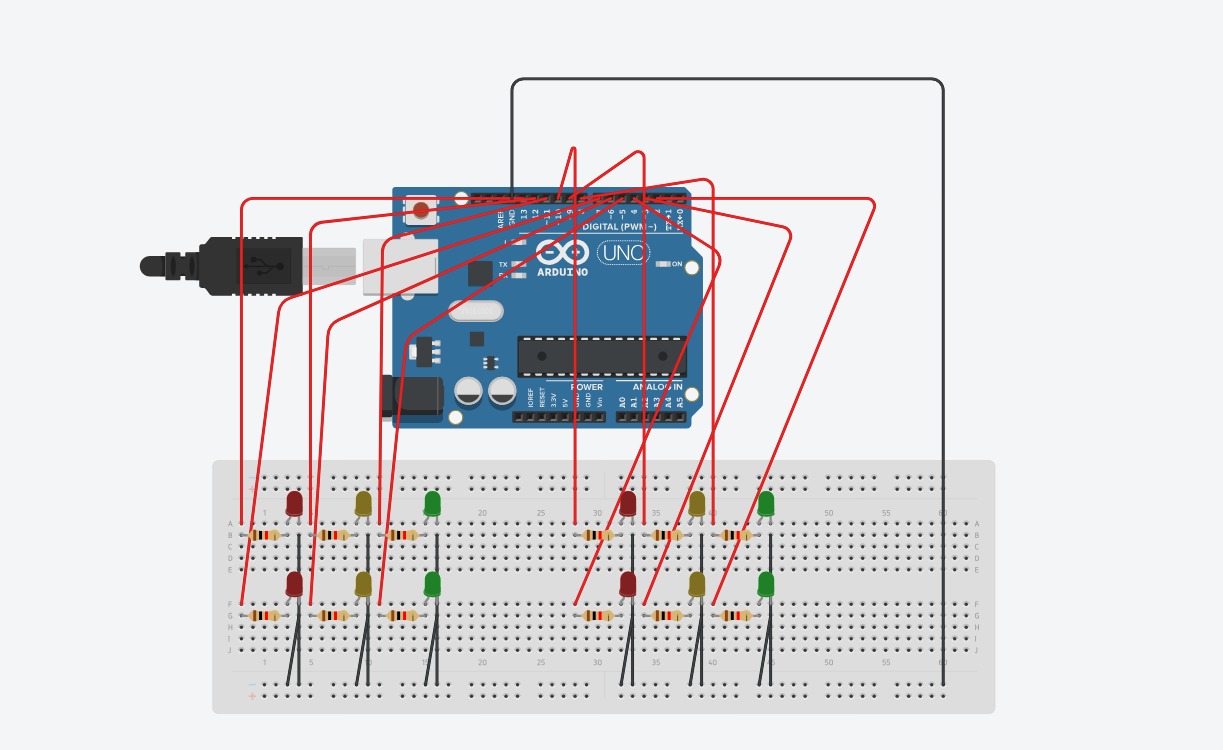 AREF GND 13 12 ~11 ~10 ~9 8 7 ~6 ~5 4 ~3 2 TX→1 RX←0
DIGITAL (PWM~)
TX
UNO
ON
ARDUINO
POWER ANALOG IN
IOREF RESET 3.3V 5V GND GND Vin A0 A1 A2 A3 A4 A5
1 20 25 30 35 40 50 55 60
A A
B B
C C
D D
E E
F F
G G
H H
I I
J J
1 5 10 15 20 25 30 35 40 45 50 55 60